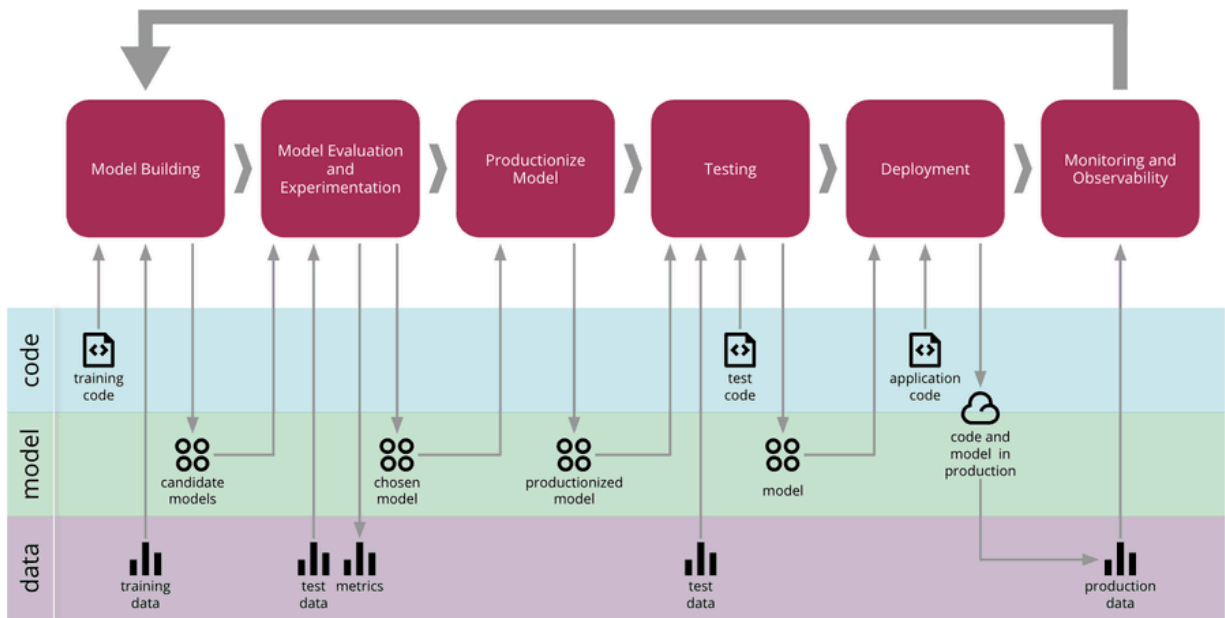 Model Building
Model Evaluation
and
Experimentation
Productionize
Model
Testing
Deployment
Monitoring and
Observability
code
training
code
test
code
application
code
model
candidate
models
chosen
model
productionized
model
model
code and
model in
production
data
training
data
test
data
metrics
test
data
production
data